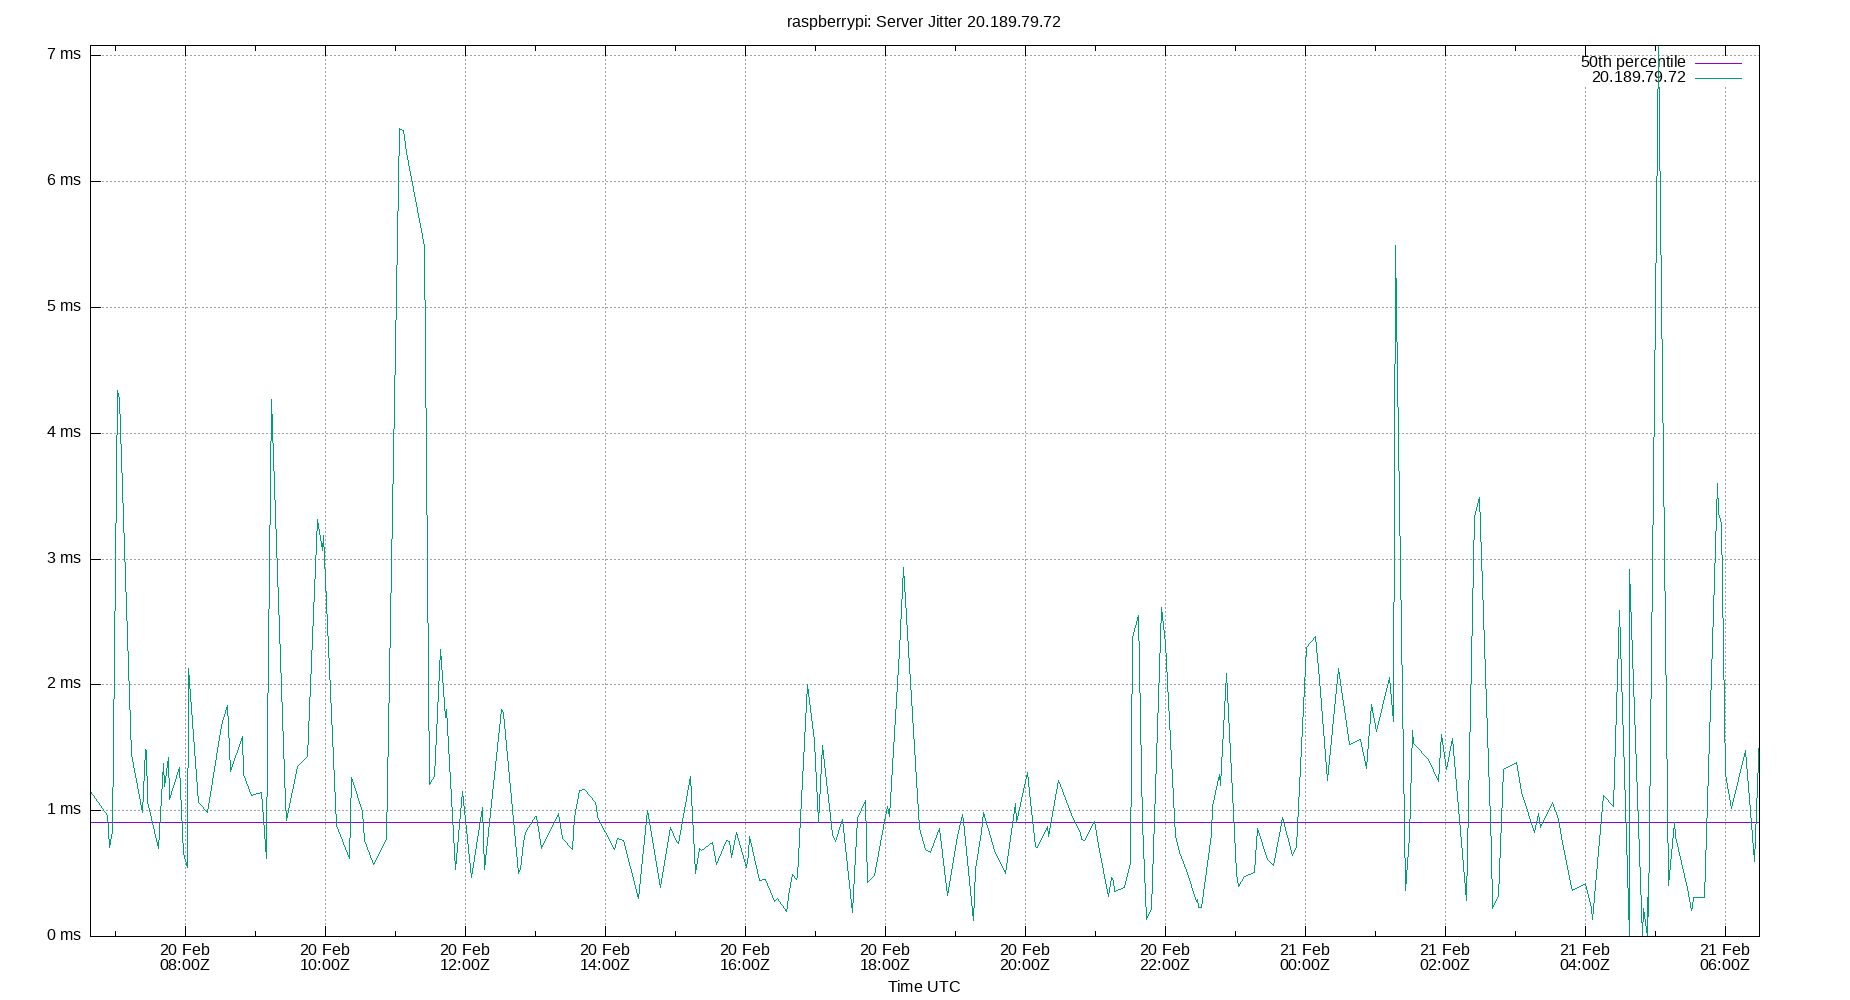 raspberrypi: Server Jitter 20.189.79.72
7 ms
6 ms
5 ms
4 ms
3 ms
2 ms
1 ms
0 ms
50th percentile
20.189.79.72
20 Feb
08:00Z
20 Feb
10:00Z
20 Feb
12:00Z
20 Feb
14:00Z
20 Feb
16:00Z
20 Feb
18:00Z
20 Feb
20:00Z
20 Feb
22:00Z
21 Feb
00:00Z
21 Feb
02:00Z
21 Feb
04:00Z
21 Feb
06:00Z
Time UTC